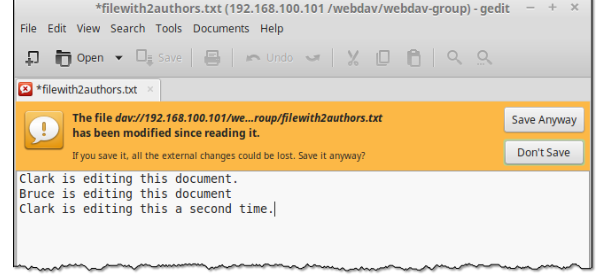 *filewith2authors.txt (192.168.100.101 /webdav/webdav-group) - gedit
File Edit View Search Tools Documents Help
Open Save Undo
*filewith2authors.txt
The file dav://192.168.100.101/we...roup/filewith2authors.txt
has been modified since reading it.
If you save it, all the external changes could be lost. Save it anyway?
Save Anyway
Don't Save
Clark is editing this document.
Bruce is editing this document
Clark is editing this a second time.